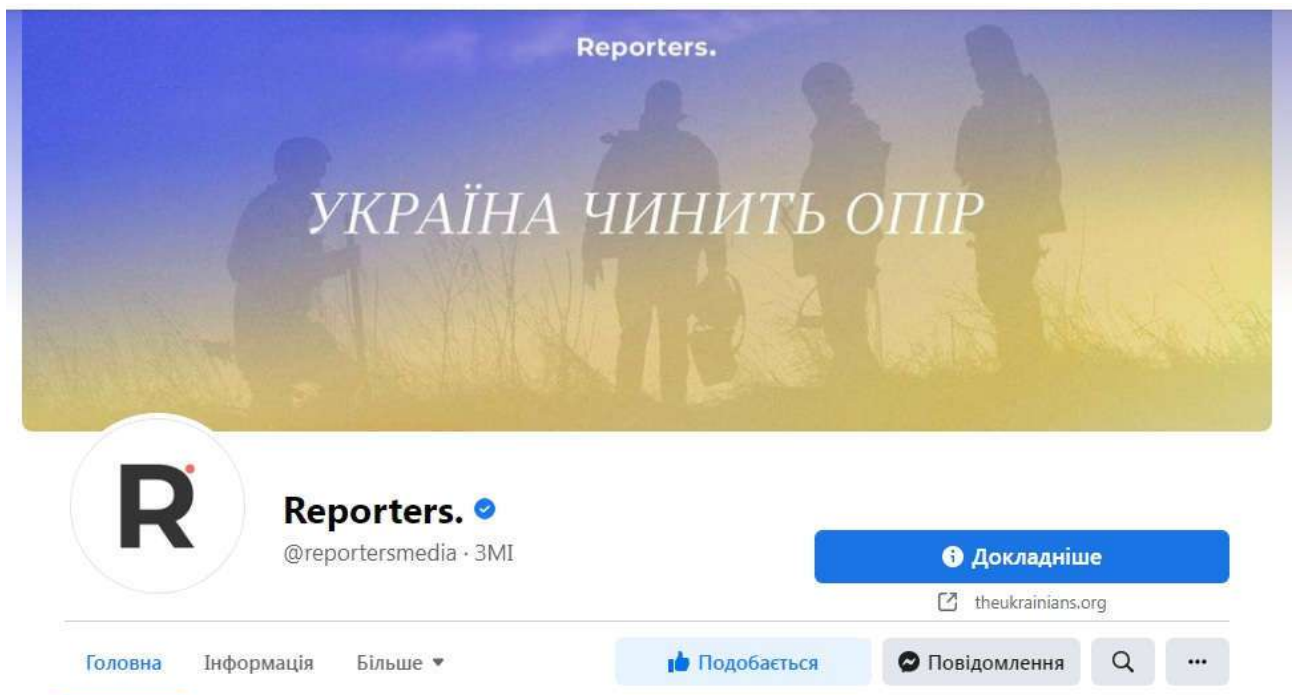 Reporters.
УКРАЇНА ЧИНИТЬ ОПІР
R
Reporters.
@reportersmedia · ЗМІ
Докладніше
theukrainians.org
Головна Інформація Більше
Подобається Повідомлення